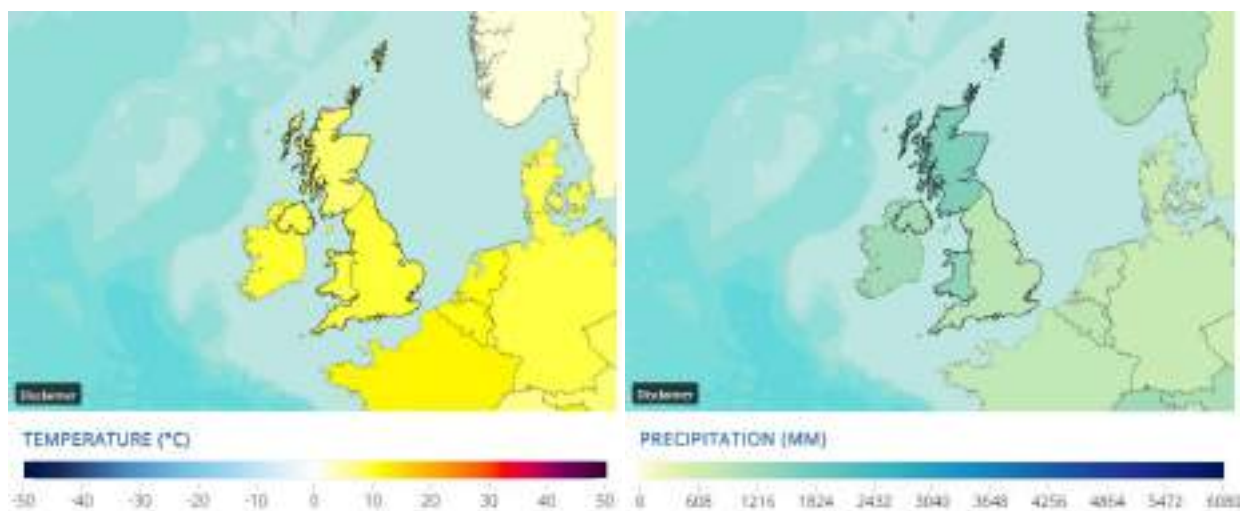 Disclaimer
TEMPERATURE (°C)
-50 -40 -30 -20 -10 0 10 20 30 40 50
Disclaimer
PRECIPITATION (MM)
0 608 1216 1824 2432 3040 3648 4256 4864 5472 6080